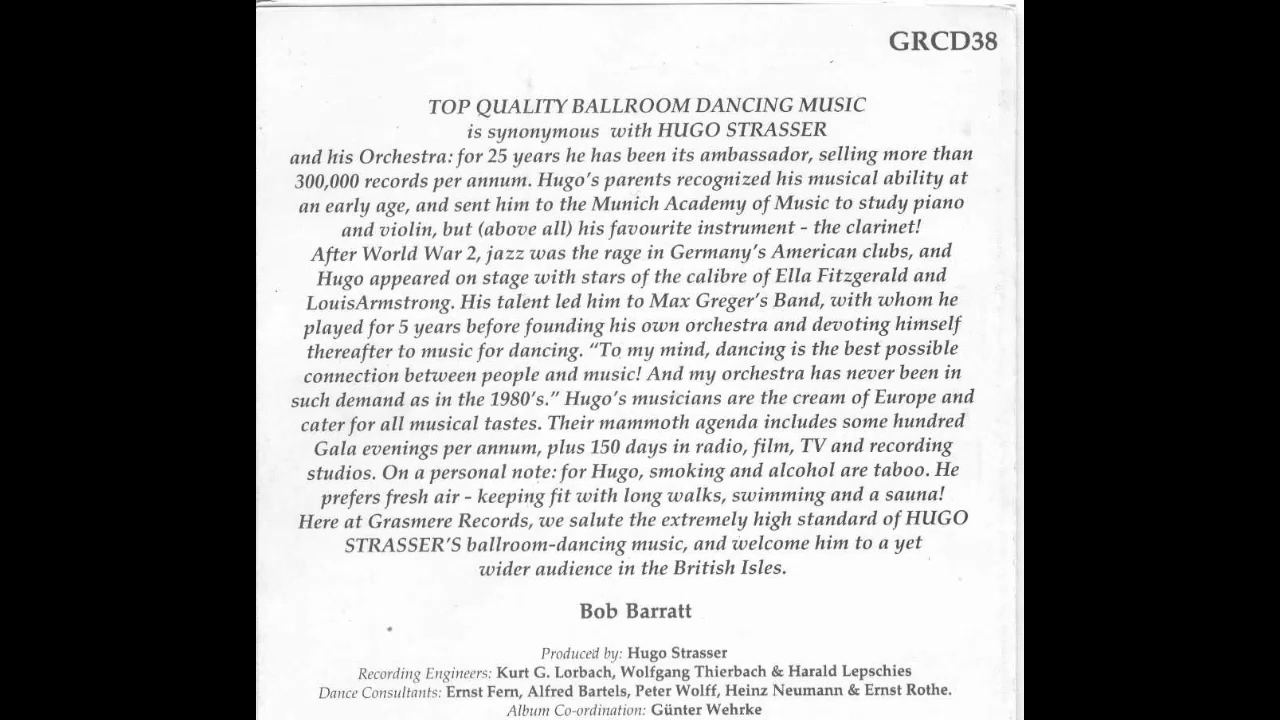 GRCD38
TOP QUALITY BALLROOM DANCING MUSIC
is synonymous with HUGO STRASSER
and his Orchestra: for 25 years he has been its ambassador, selling more than
300,000 records per annum. Hugo's parents recognized his musical ability at
an early age, and sent him to the Munich Academy of Music to study piano
and violin, but (above all) his favourite instrument - the clarinet!
After World War 2, jazz was the rage in Germany's American clubs, and
Hugo appeared on stage with stars of the calibre of Ella Fitzgerald and
LouisArmstrong. His talent led him to Max Greger's Band, with whom he
played for 5 years before founding his own orchestra and devoting himself
thereafter to music for dancing. “To my mind, dancing is the best possible
connection between people and music! And my orchestra has never been in
such demand as in the 1980's.” Hugo's musicians are the cream of Europe and
cater for all musical tastes. Their mammoth agenda includes some hundred
Gala evenings per annum, plus 150 days in radio, film, TV and recording
studios. On a personal note: for Hugo, smoking and alcohol are taboo. He
prefers fresh air - keeping fit with long walks, swimming and a sauna!
Here at Grasmere Records, we salute the extremely high standard of HUGO
STRASSER'S ballroom-dancing music, and welcome him to a yet
wider audience in the British Isles.
Bob Barratt
Produced by: Hugo Strasser
Recording Engineers: Kurt G. Lorbach, Wolfgang Thierbach & Harald Lepschies
Dance Consultants: Ernst Fern, Alfred Bartels, Peter Wolff, Heinz Neumann & Ernst Rothe.
Album Co-ordination: Günter Wehrke